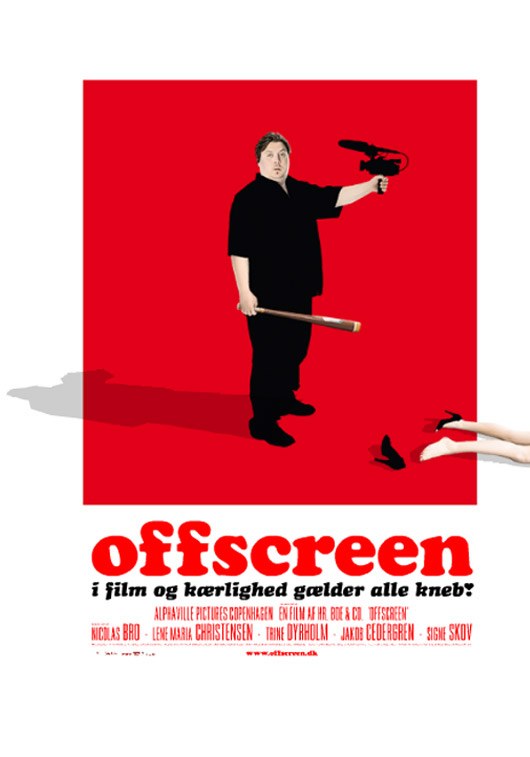 offscreen
i film og kærlighed gælder alle kneb
ALPHAVILLE PICTURES COPENHAGEN EN FILM AF HR. BOE & CO. 'OFFSCREEN'
NICOLAS BRO · LENE MARIA CHRISTENSEN · TRINE DYRHOLM · JAKOB CEDERGREN · SIGNE SKOV
www.offscreen.dk